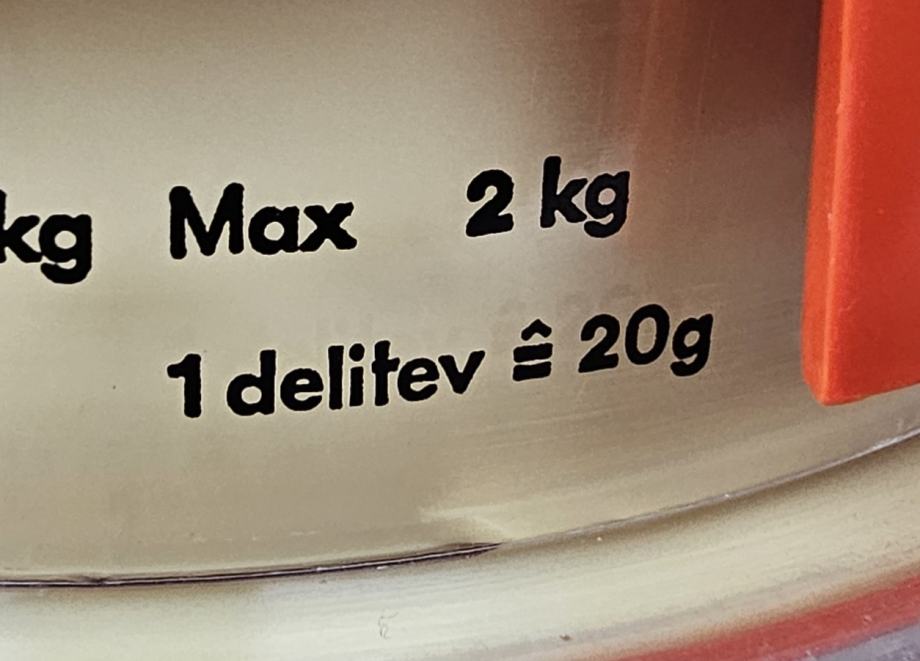 kg Max 2 kg
1 delitev ≙ 20g